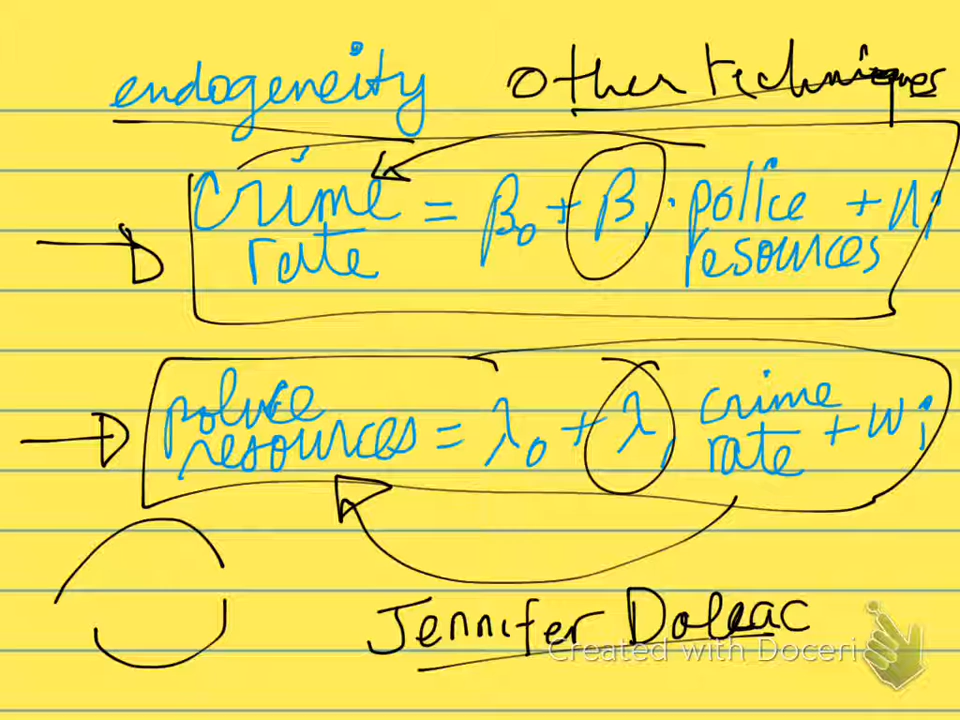 endogeneity other techniques
crime rate = β₀ + β₁ · police resources + uᵢ
police resources = λ₀ + λ₁ crime rate + wᵢ
Jennifer Doleac
Created with Doceri